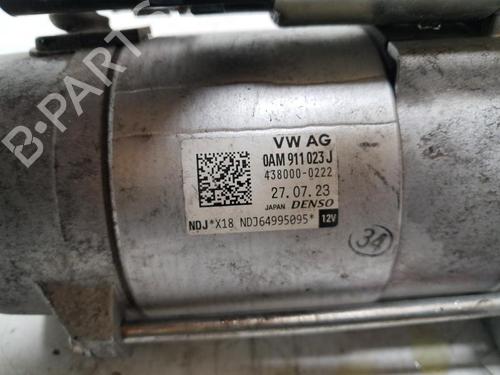 B-PARTS
VW AG
0AM 911 023 J
438000-0222
27.07.23
JAPAN DENSO
NDJ*X18 NDJ64995095* 12V
34